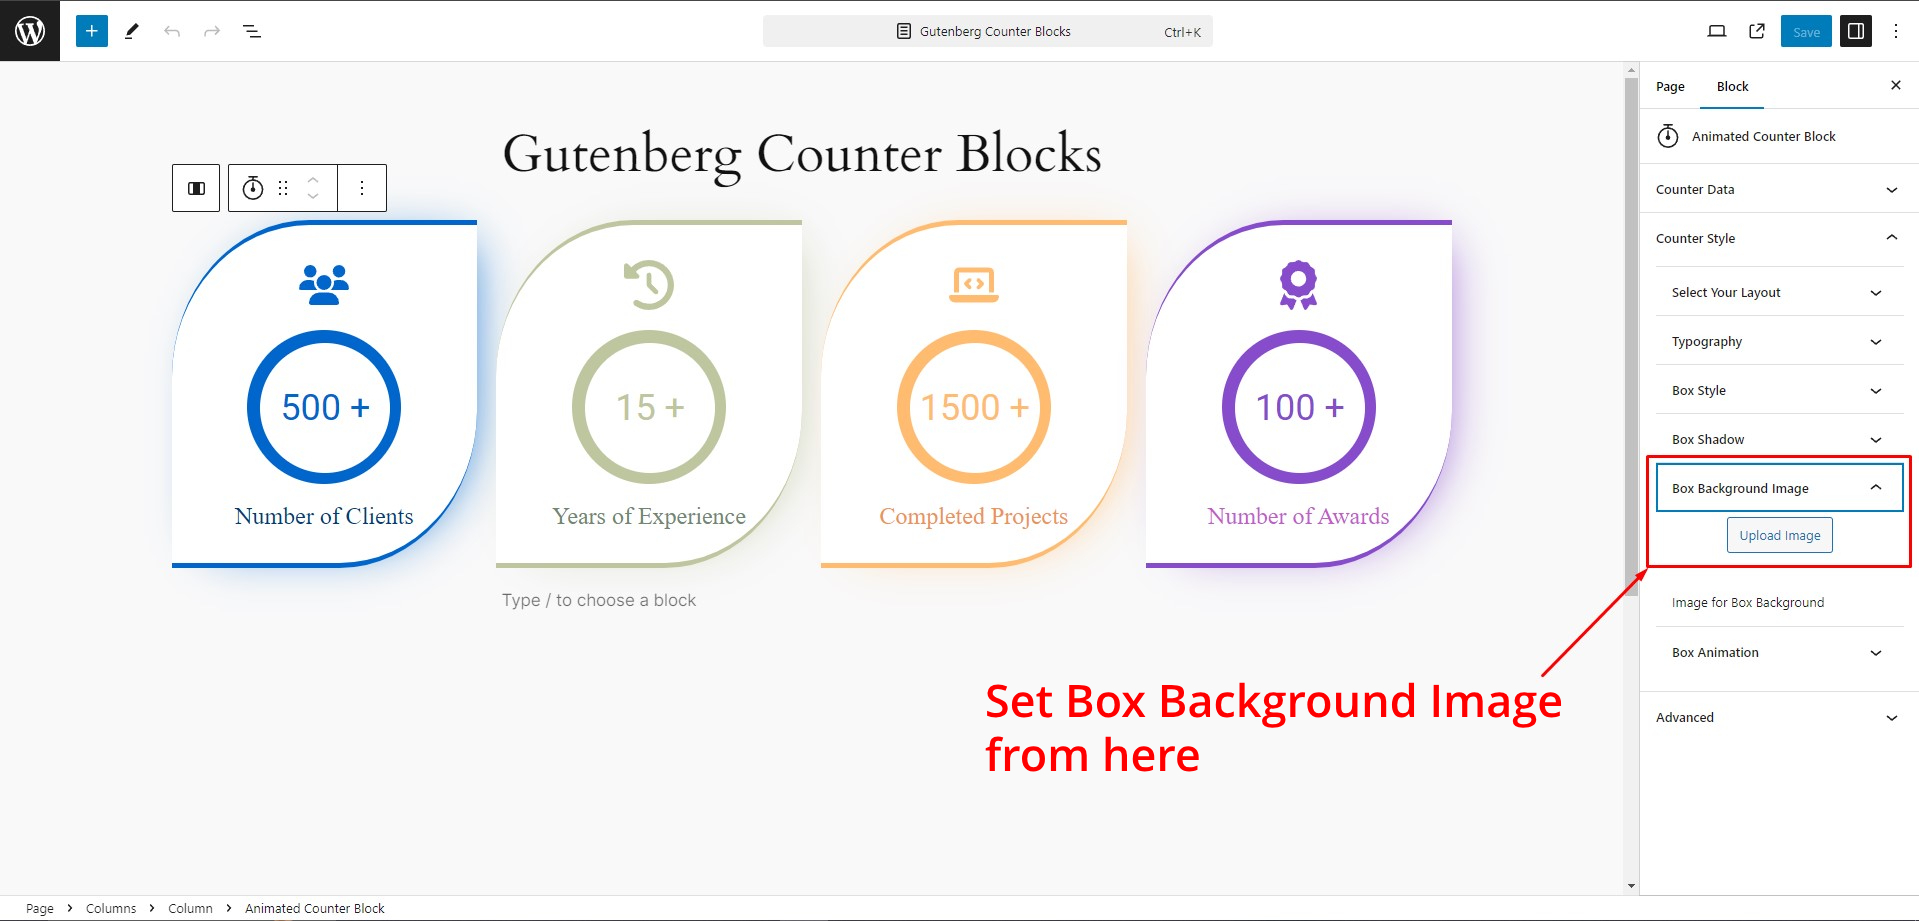 Gutenberg Counter Blocks Ctrl+K
Save
Page Block
Animated Counter Block
Counter Data
Counter Style
Select Your Layout
Typography
Box Style
Box Shadow
Box Background Image
Upload Image
Image for Box Background
Box Animation
Advanced
Gutenberg Counter Blocks
500 +
Number of Clients
15 +
Years of Experience
1500 +
Completed Projects
100 +
Number of Awards
Type / to choose a block
Set Box Background Image
from here
Page > Columns > Column > Animated Counter Block